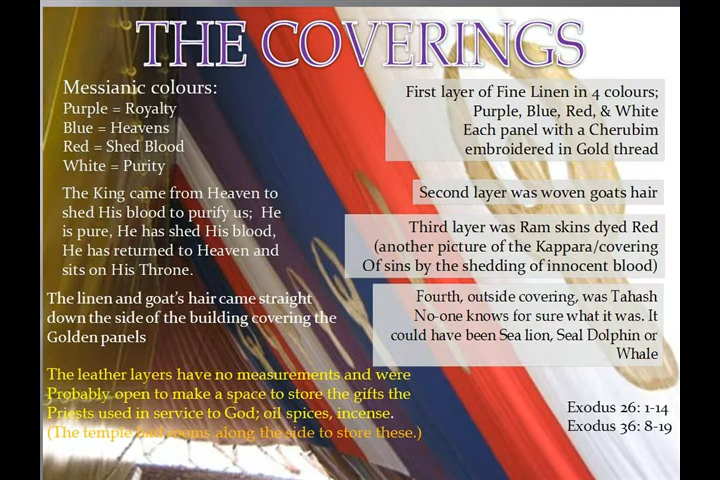 THE COVERINGS
Messianic colours:
Purple = Royalty
Blue = Heavens
Red = Shed Blood
White = Purity
The King came from Heaven to
shed His blood to purify us; He
is pure, He has shed His blood,
He has returned to Heaven and
sits on His Throne.
The linen and goat's hair came straight
down the side of the building covering the
Golden panels
The leather layers have no measurements and were
Probably open to make a space to store the gifts the
Priests used in service to God; oil spices, incense.
(The temple had rooms along the side to store these.)
First layer of Fine Linen in 4 colours;
Purple, Blue, Red, & White
Each panel with a Cherubim
embroidered in Gold thread
Second layer was woven goats hair
Third layer was Ram skins dyed Red
(another picture of the Kappara/covering
Of sins by the shedding of innocent blood)
Fourth, outside covering, was Tahash
No-one knows for sure what it was. It
could have been Sea lion, Seal Dolphin or
Whale
Exodus 26: 1-14
Exodus 36: 8-19